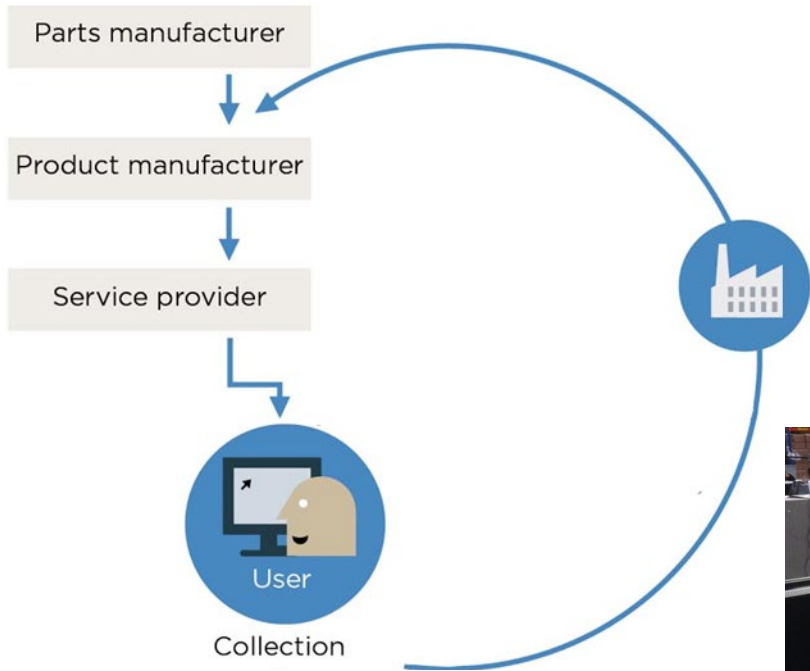 Parts manufacturer
Product manufacturer
Service provider
User
Collection